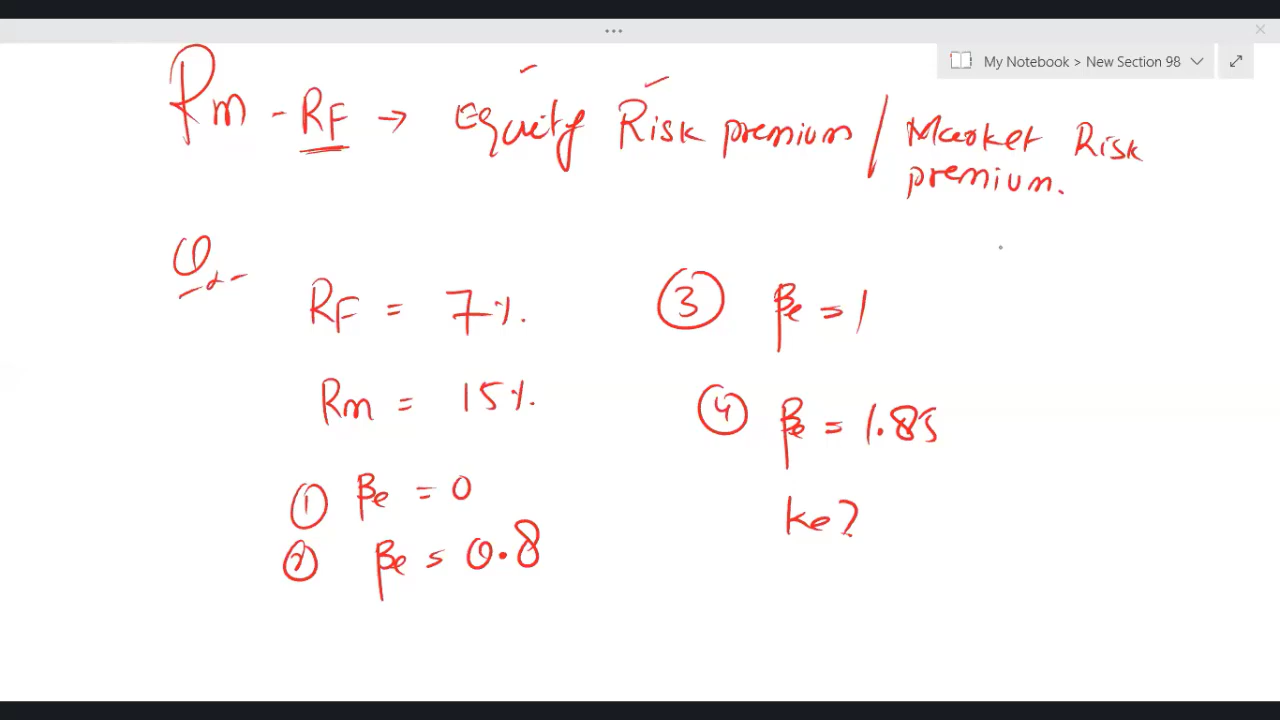 My Notebook > New Section 98
Rm - RF → Equity Risk premium / Market Risk
premium.
Q
RF = 7%.
Rm = 15%.
① βe = 0
② βe = 0.8
③ βe = 1
④ βe = 1.85
ke?